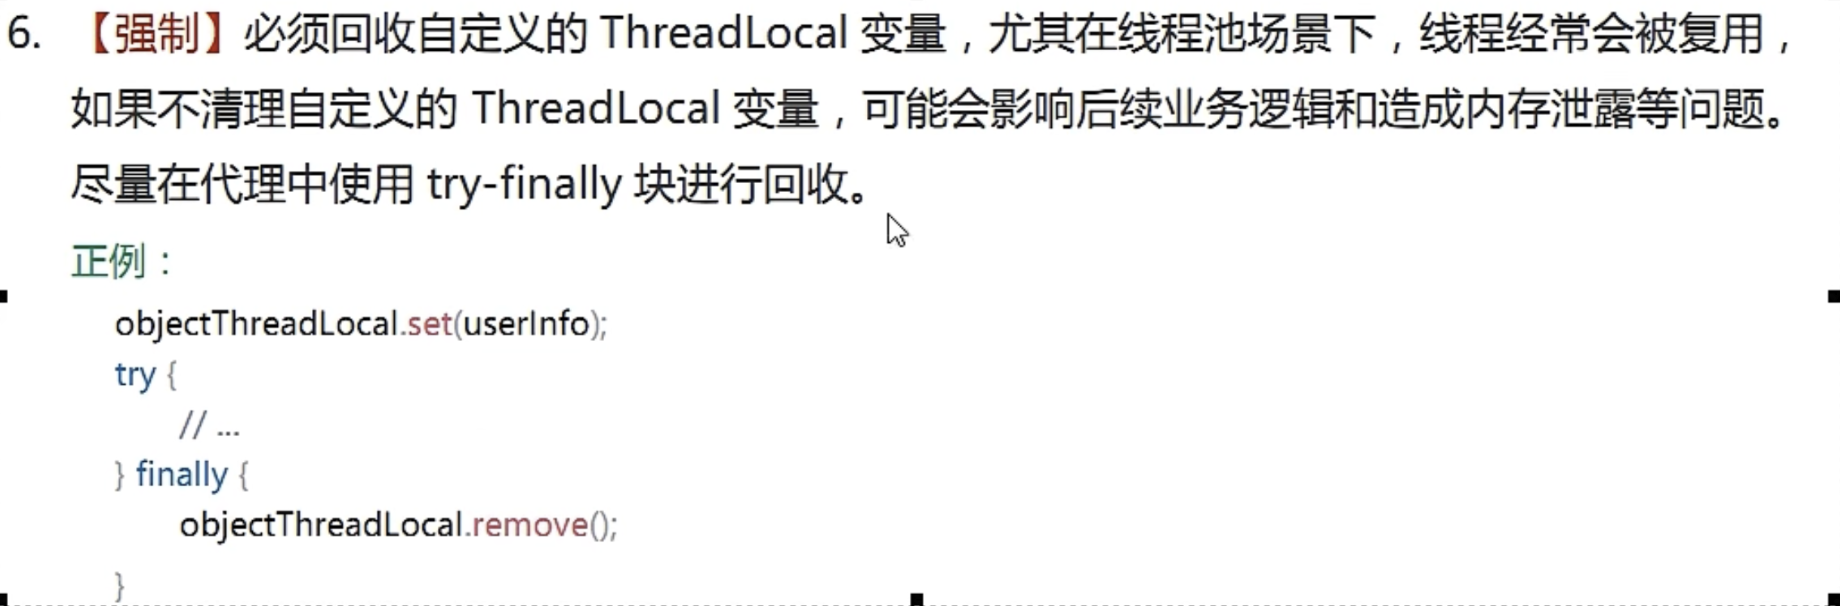 6. 【强制】必须回收自定义的 ThreadLocal 变量，尤其在线程池场景下，线程经常会被复用，
如果不清理自定义的 ThreadLocal 变量，可能会影响后续业务逻辑和造成内存泄露等问题。
尽量在代理中使用 try-finally 块进行回收。
正例：
objectThreadLocal.set(userInfo);
try {
// ...
} finally {
objectThreadLocal.remove();
}